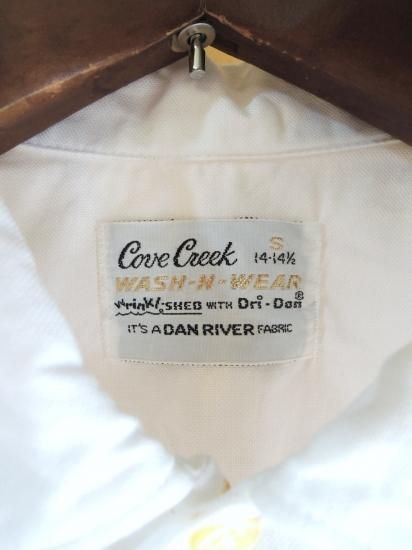 Cove Creek S 14-14½
WASH-N-WEAR
Wrinkl-SHED WITH Dri-Don®
IT'S A DAN RIVER FABRIC